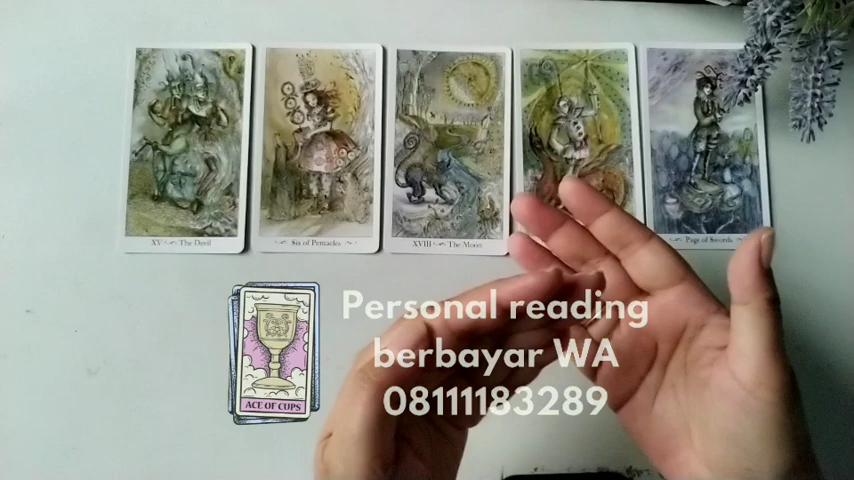 XV The Devil
Six of Pentacles
XVIII The Moon
Page of Swords
Personal reading
berbayar WA
08111183289
ACE OF CUPS